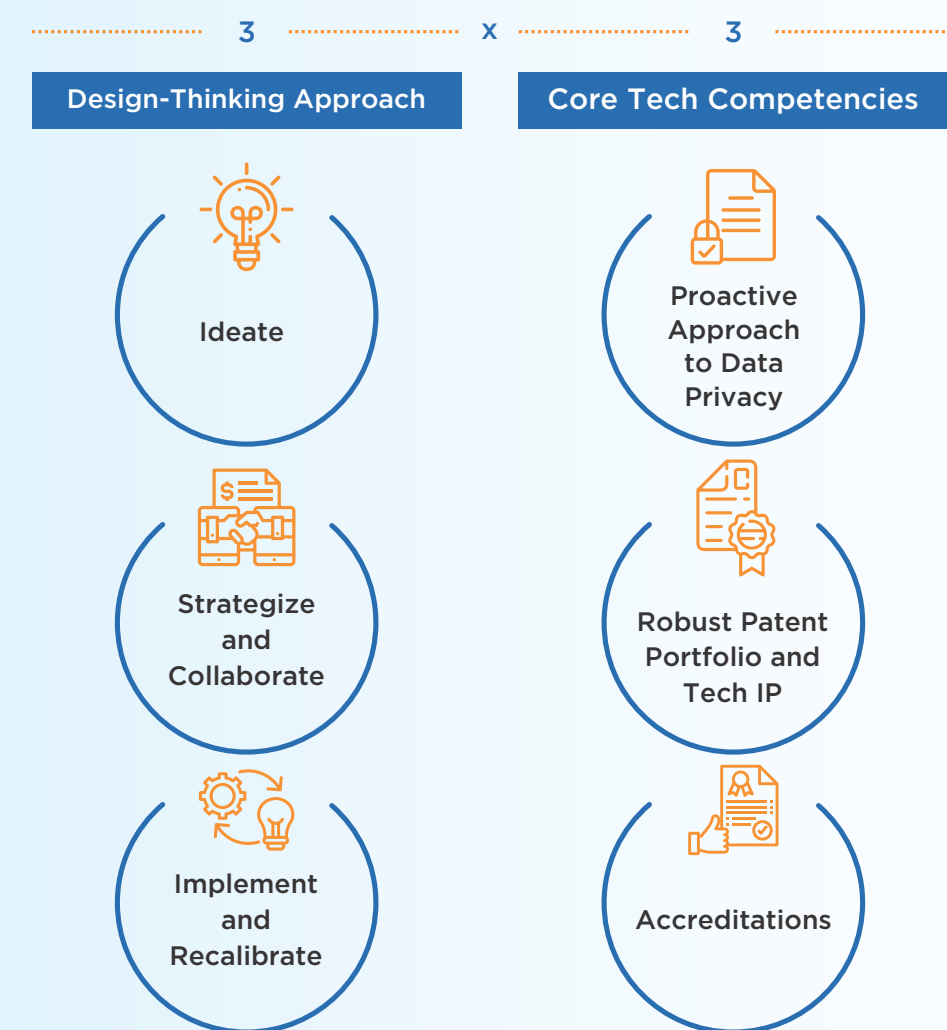 3 x 3
Design-Thinking Approach
Ideate
$
Strategize
and
Collaborate
Implement
and
Recalibrate
Core Tech Competencies
Proactive
Approach
to Data
Privacy
Robust Patent
Portfolio and
Tech IP
Accreditations